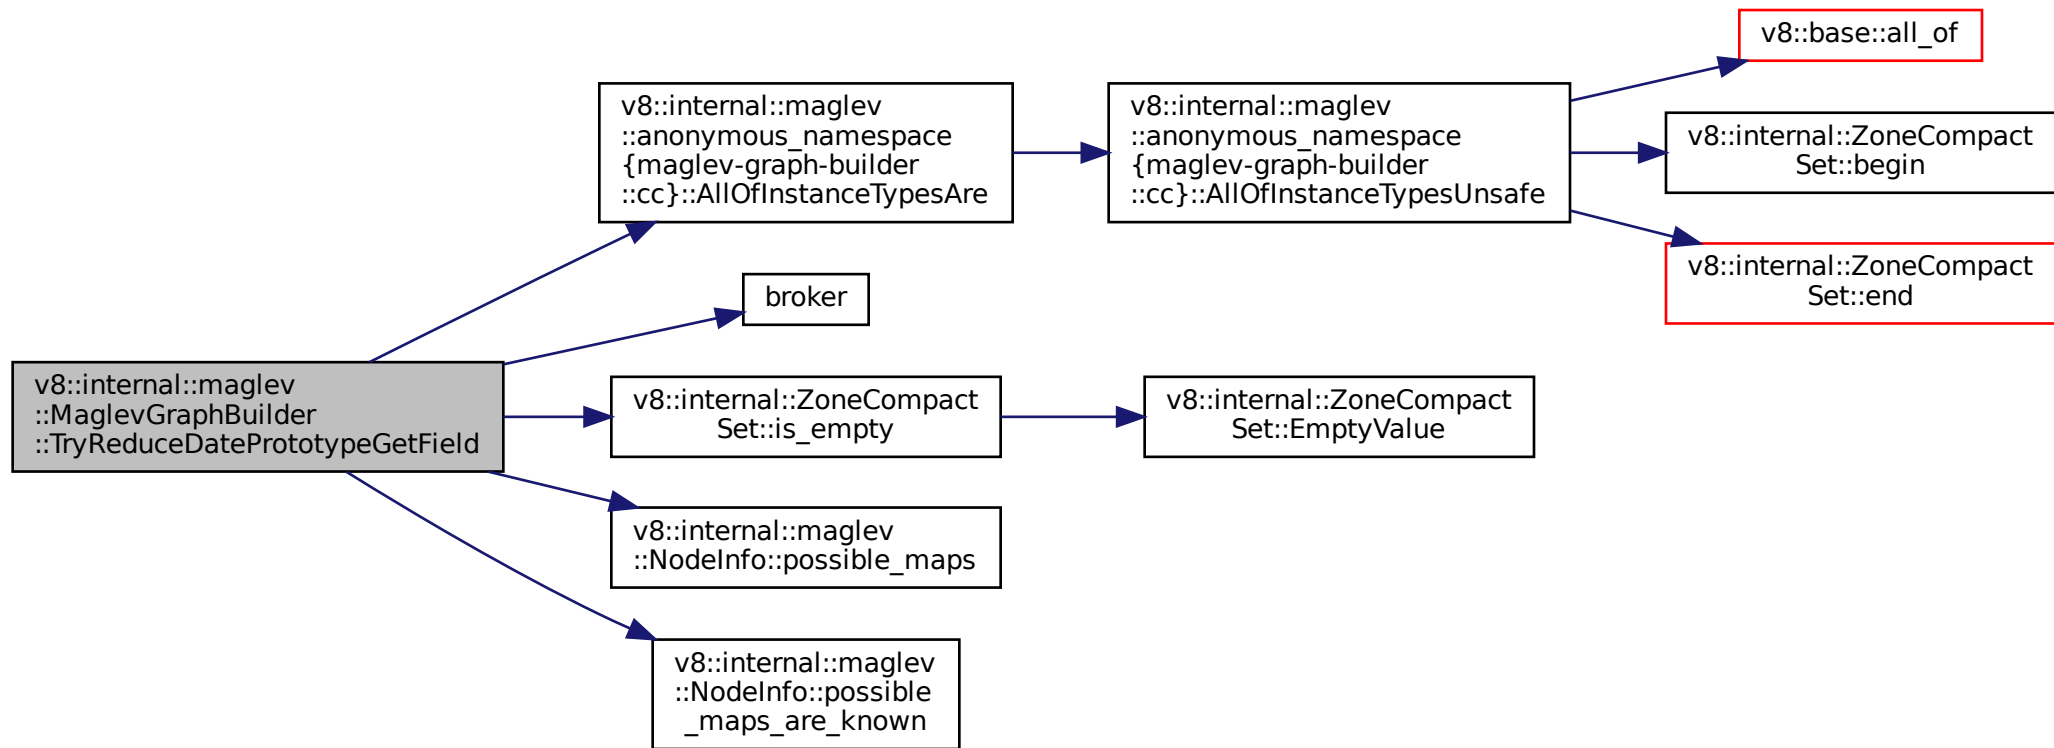 v8::internal::maglev
::MaglevGraphBuilder
::TryReduceDatePrototypeGetField
v8::internal::maglev
::anonymous_namespace
{maglev-graph-builder
::cc}::AllOfInstanceTypesAre
v8::internal::maglev
::anonymous_namespace
{maglev-graph-builder
::cc}::AllOfInstanceTypesUnsafe
v8::base::all_of
v8::internal::ZoneCompact
Set::begin
v8::internal::ZoneCompact
Set::end
broker
v8::internal::ZoneCompact
Set::is_empty
v8::internal::ZoneCompact
Set::EmptyValue
v8::internal::maglev
::NodeInfo::possible_maps
v8::internal::maglev
::NodeInfo::possible
_maps_are_known